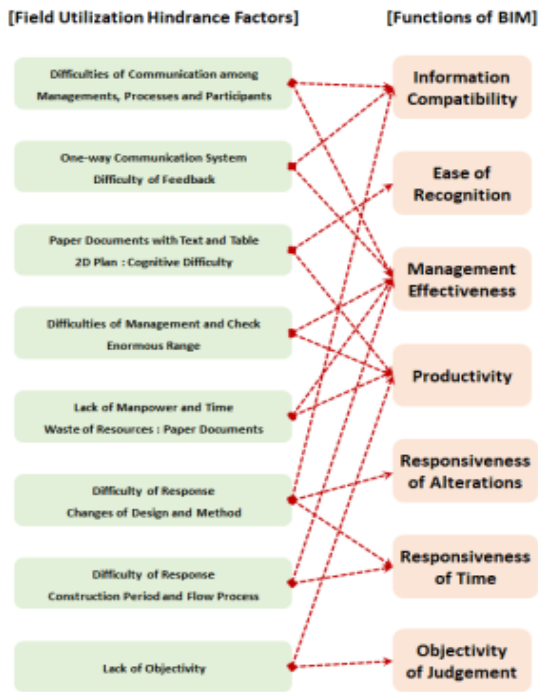 [Field Utilization Hindrance Factors]
[Functions of BIM]
Difficulties of Communication among
Managements, Processes and Participants
One-way Communication System
Difficulty of Feedback
Paper Documents with Text and Table
2D Plan : Cognitive Difficulty
Difficulties of Management and Check
Enormous Range
Lack of Manpower and Time
Waste of Resources : Paper Documents
Difficulty of Response
Changes of Design and Method
Difficulty of Response
Construction Period and Flow Process
Lack of Objectivity
Information
Compatibility
Ease of
Recognition
Management
Effectiveness
Productivity
Responsiveness
of Alterations
Responsiveness
of Time
Objectivity
of Judgement